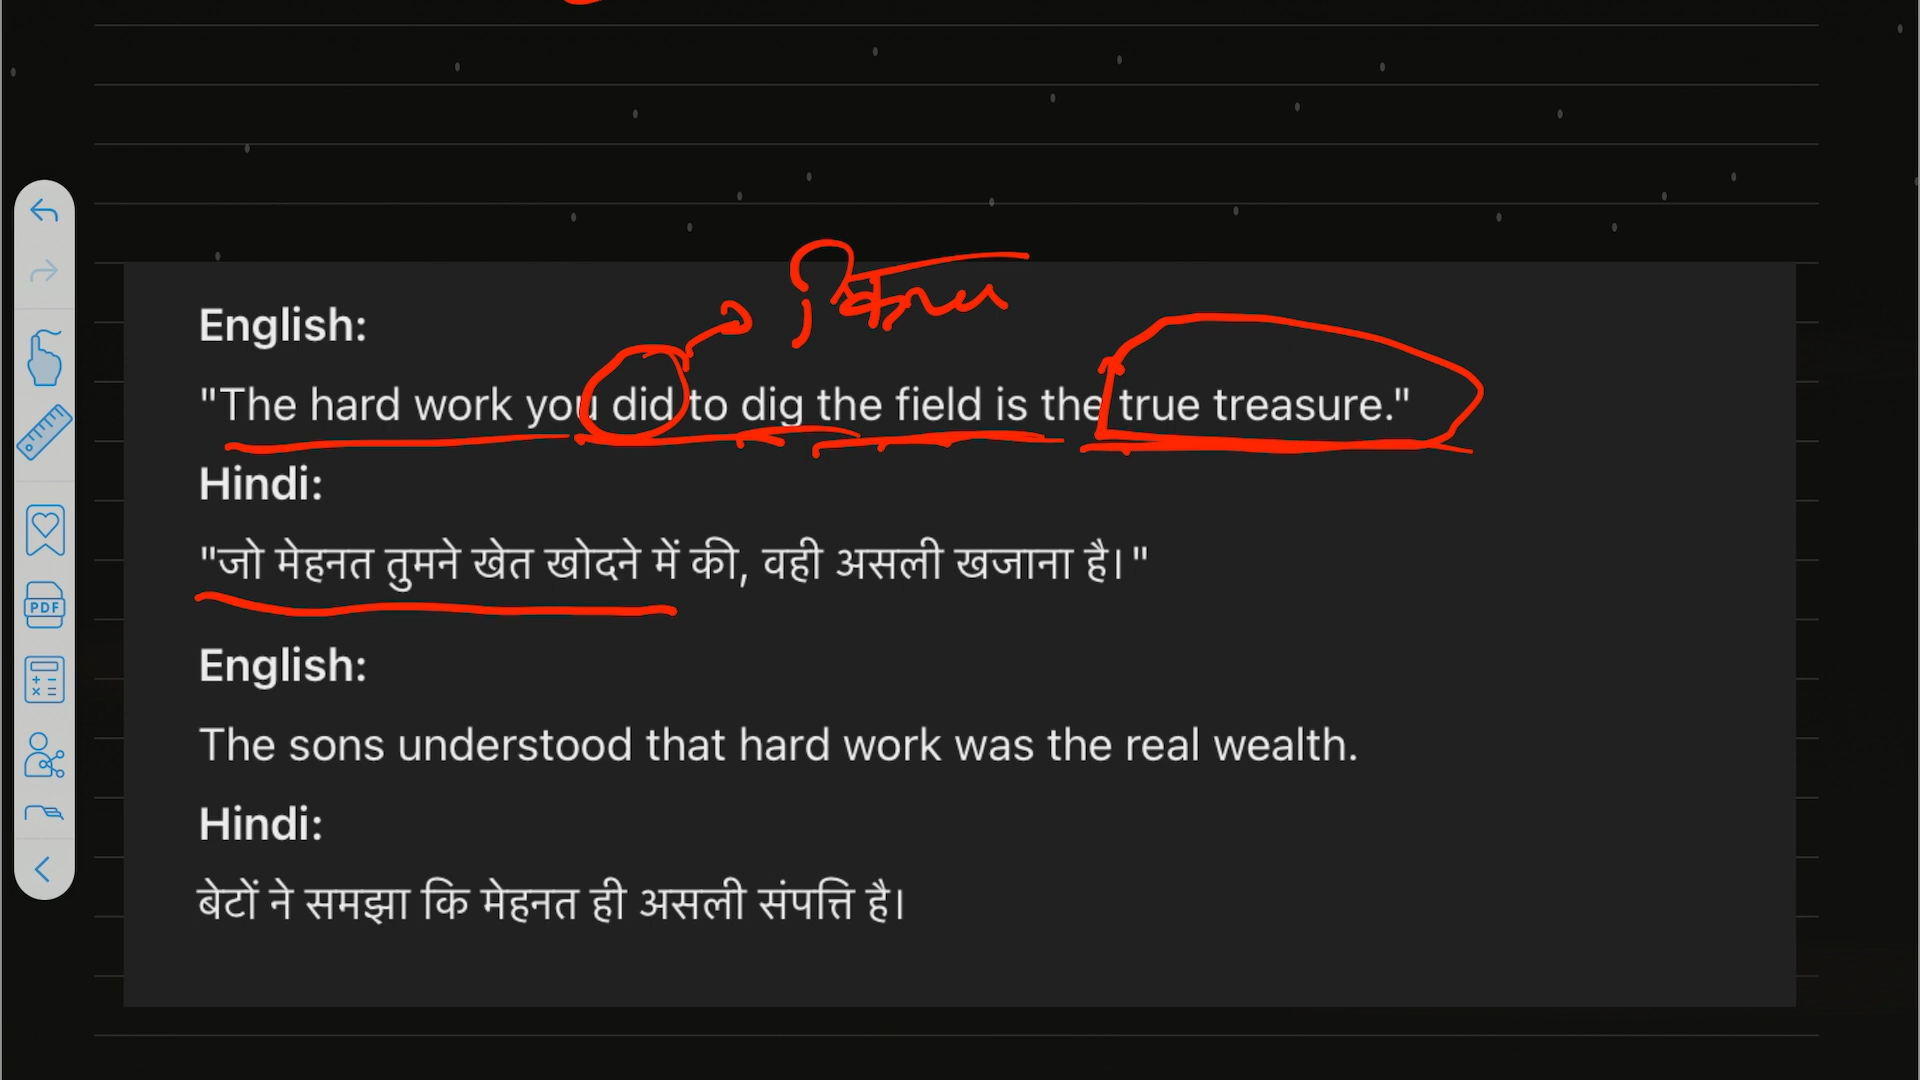 किया
English:
"The hard work you did to dig the field is the true treasure."
Hindi:
"जो मेहनत तुमने खेत खोदने में की, वही असली खजाना है।"
English:
The sons understood that hard work was the real wealth.
Hindi:
बेटों ने समझा कि मेहनत ही असली संपत्ति है।
PDF